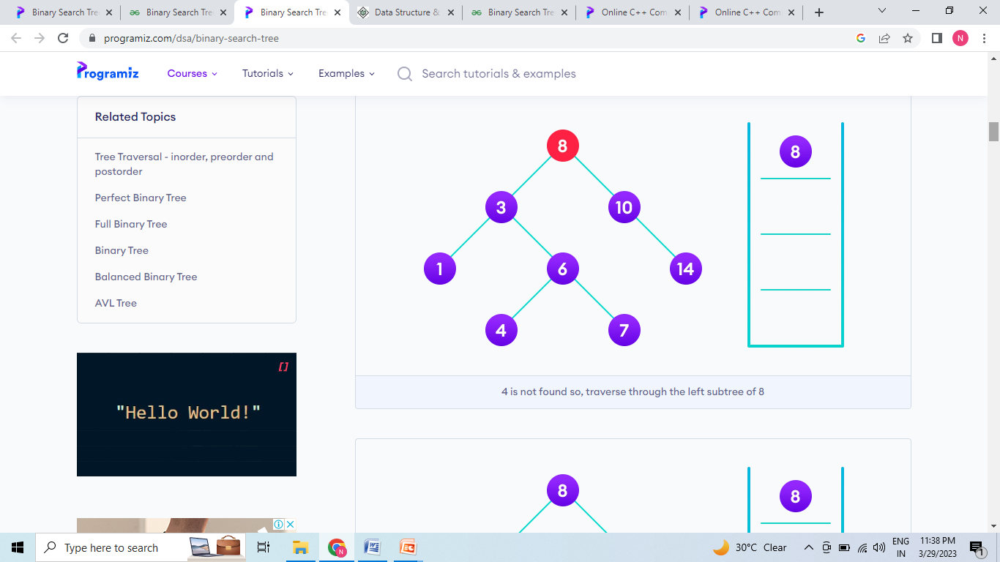 Binary Search Tre
Binary Search Tre
Binary Search Tre
Data Structure &
Binary Search Tre
Online C++ Com
Online C++ Com
programiz.com/dsa/binary-search-tree
N
Programiz
Courses
Tutorials
Examples
Search tutorials & examples
Related Topics
Tree Traversal - inorder, preorder and
postorder
Perfect Binary Tree
Full Binary Tree
Binary Tree
Balanced Binary Tree
AVL Tree
"Hello World!"
8
3
10
1
6
14
4
7
8
4 is not found so, traverse through the left subtree of 8
8
8
Type here to search
N
30°C Clear
ENG
IN
11:38 PM
3/29/2023
1